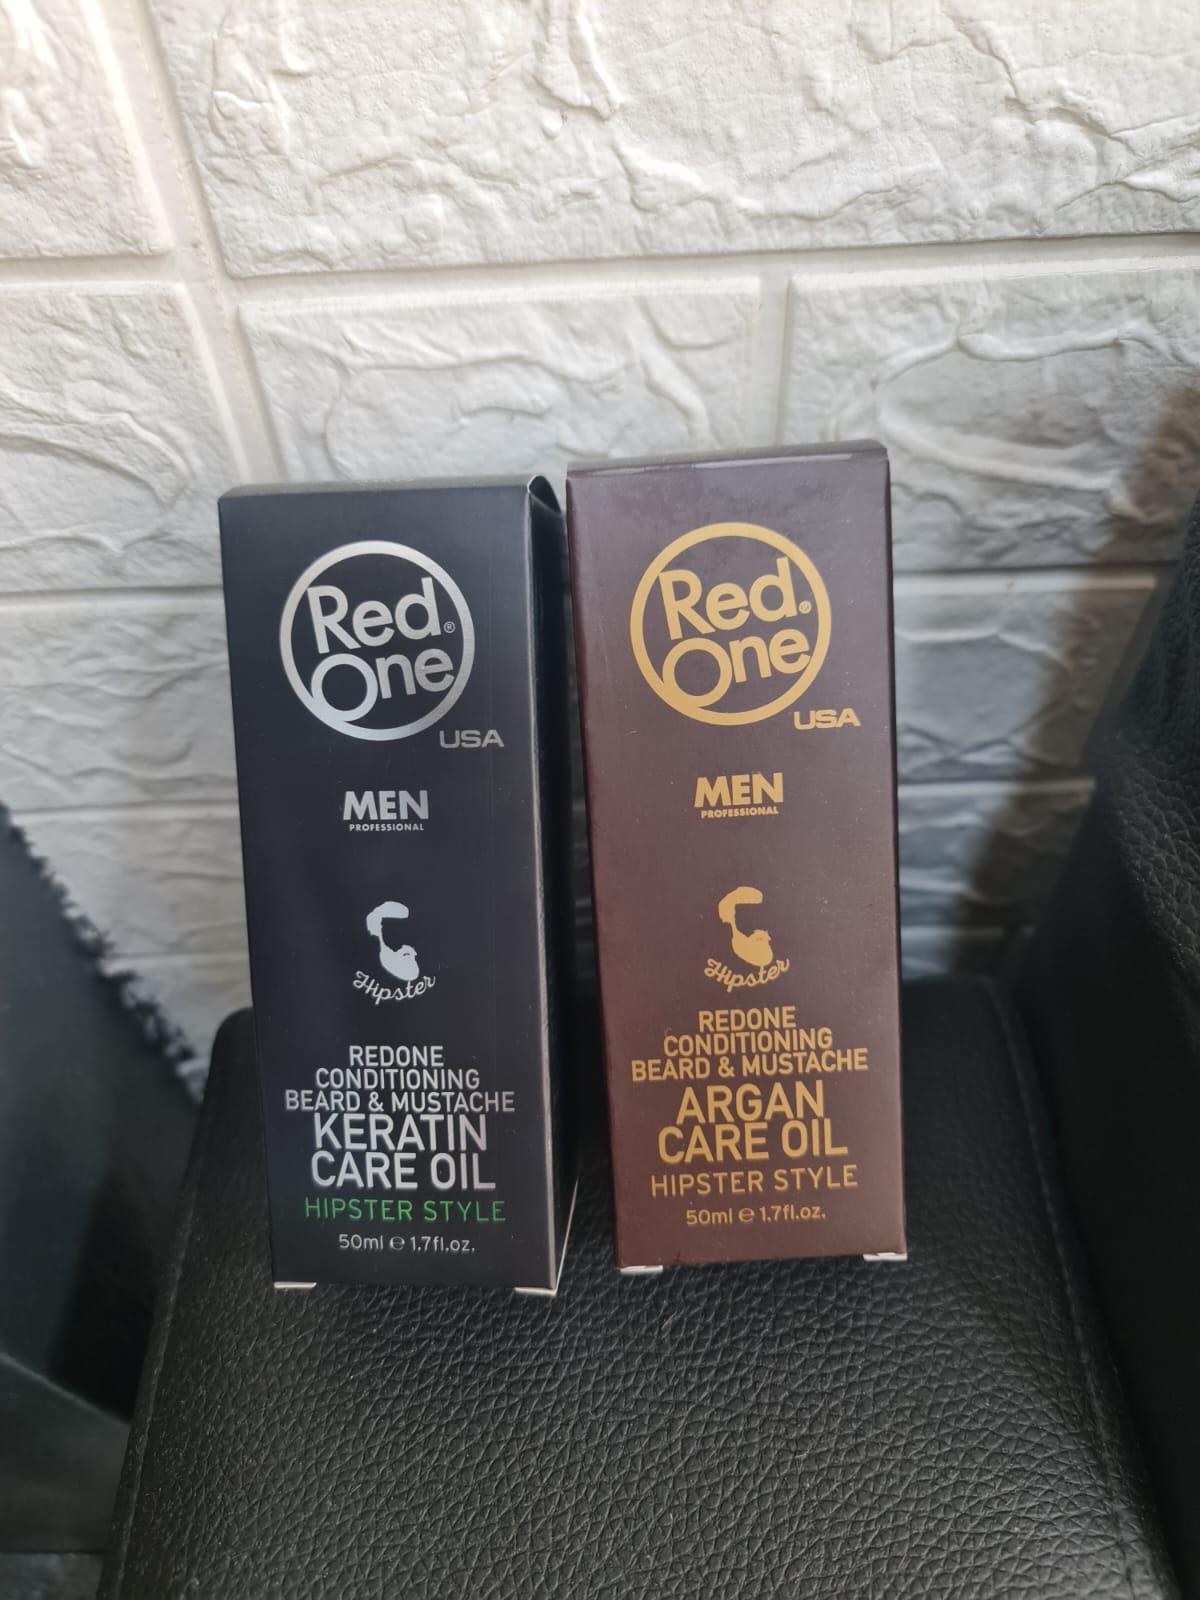 Red®
One
USA
MEN
PROFESSIONAL
Hipster
REDONE
CONDITIONING
BEARD & MUSTACHE
KERATIN
CARE OIL
HIPSTER STYLE
50ml ℮ 1.7fl.oz.
Red®
One
USA
MEN
PROFESSIONAL
Hipster
REDONE
CONDITIONING
BEARD & MUSTACHE
ARGAN
CARE OIL
HIPSTER STYLE
50ml ℮ 1.7fl.oz.